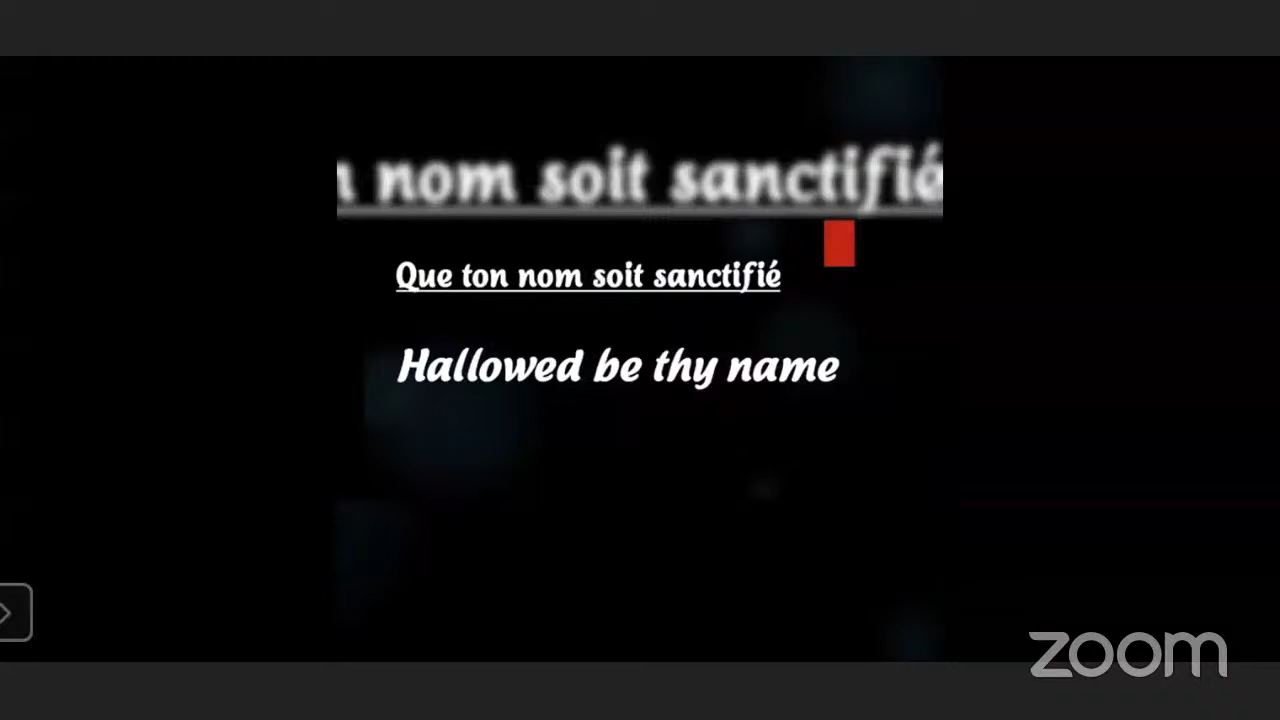 nom soit sanctifié
Que ton nom soit sanctifié
Hallowed be thy name
zoom